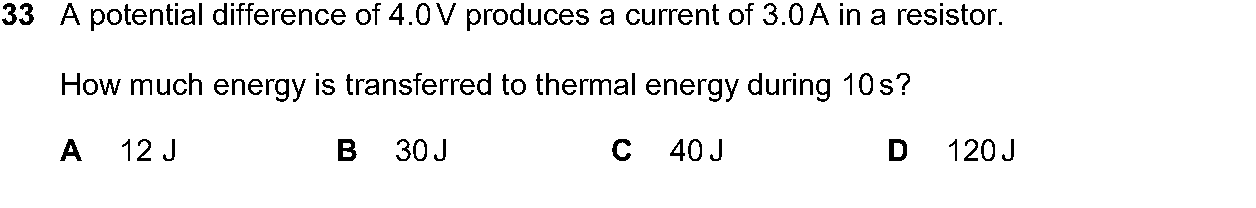 33 A potential difference of 4.0 V produces a current of 3.0 A in a resistor.
How much energy is transferred to thermal energy during 10 s?
A 12 J B 30 J C 40 J D 120 J